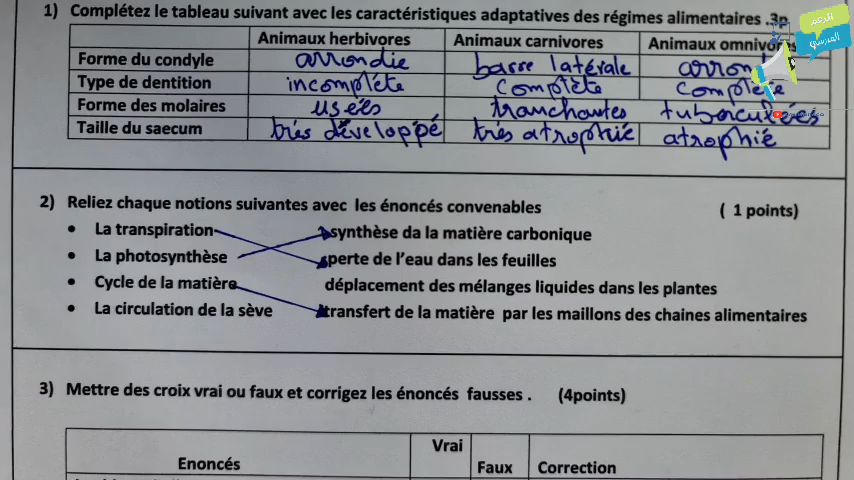 1) Complétez le tableau suivant avec les caractéristiques adaptatives des régimes alimentaires .3p
Animaux herbivores Animaux carnivores Animaux omnivores
Forme du condyle arrondie basse latérale
Type de dentition incomplète complète complète
Forme des molaires usées tranchantes tuberculées
Taille du saecum très développé très atrophié atrophié
2) Reliez chaque notions suivantes avec les énoncés convenables ( 1 points)
• La transpiration synthèse da la matière carbonique
• La photosynthèse perte de l'eau dans les feuilles
• Cycle de la matière déplacement des mélanges liquides dans les plantes
• La circulation de la sève transfert de la matière par les maillons des chaines alimentaires
3) Mettre des croix vrai ou faux et corrigez les énoncés fausses . (4points)
Enoncés Vrai Faux Correction